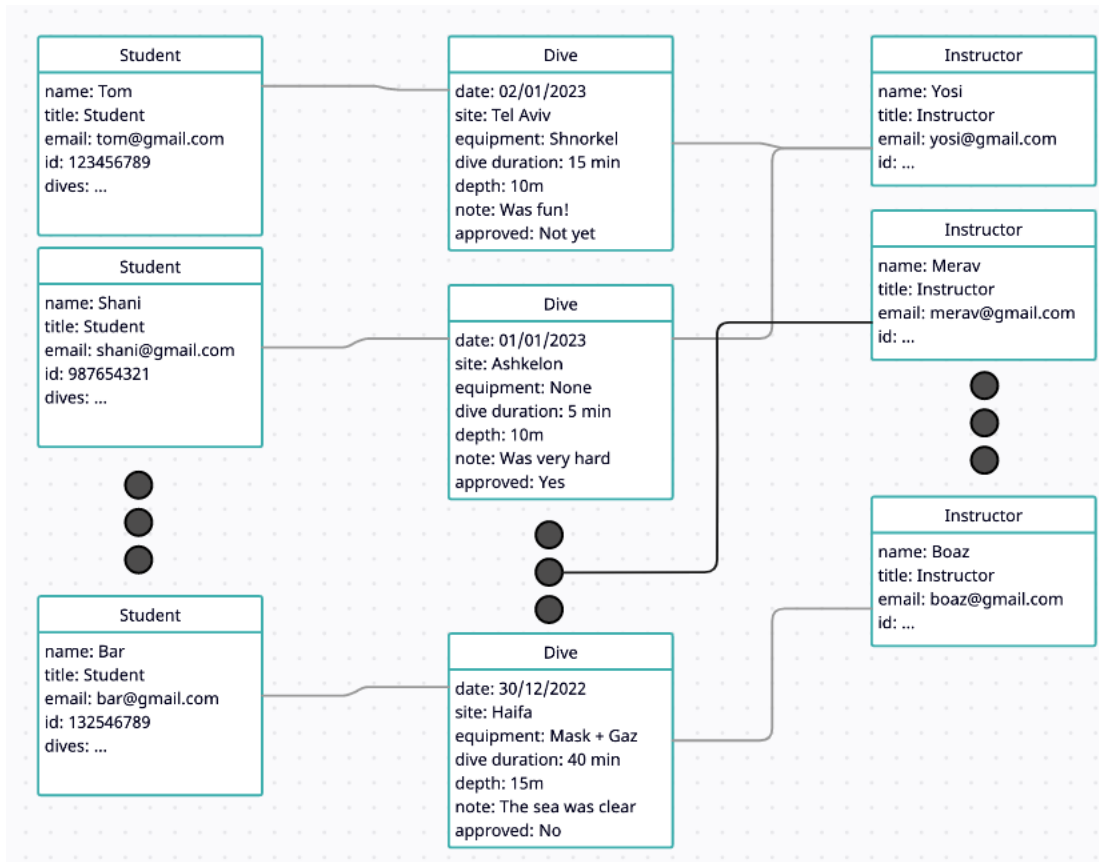 Student
name: Tom
title: Student
email: tom@gmail.com
id: 123456789
dives: ...
Student
name: Shani
title: Student
email: shani@gmail.com
id: 987654321
dives: ...
Student
name: Bar
title: Student
email: bar@gmail.com
id: 132546789
dives: ...
Dive
date: 02/01/2023
site: Tel Aviv
equipment: Shnorkel
dive duration: 15 min
depth: 10m
note: Was fun!
approved: Not yet
Dive
date: 01/01/2023
site: Ashkelon
equipment: None
dive duration: 5 min
depth: 10m
note: Was very hard
approved: Yes
Dive
date: 30/12/2022
site: Haifa
equipment: Mask + Gaz
dive duration: 40 min
depth: 15m
note: The sea was clear
approved: No
Instructor
name: Yosi
title: Instructor
email: yosi@gmail.com
id: ...
Instructor
name: Merav
title: Instructor
email: merav@gmail.com
id: ...
Instructor
name: Boaz
title: Instructor
email: boaz@gmail.com
id: ...